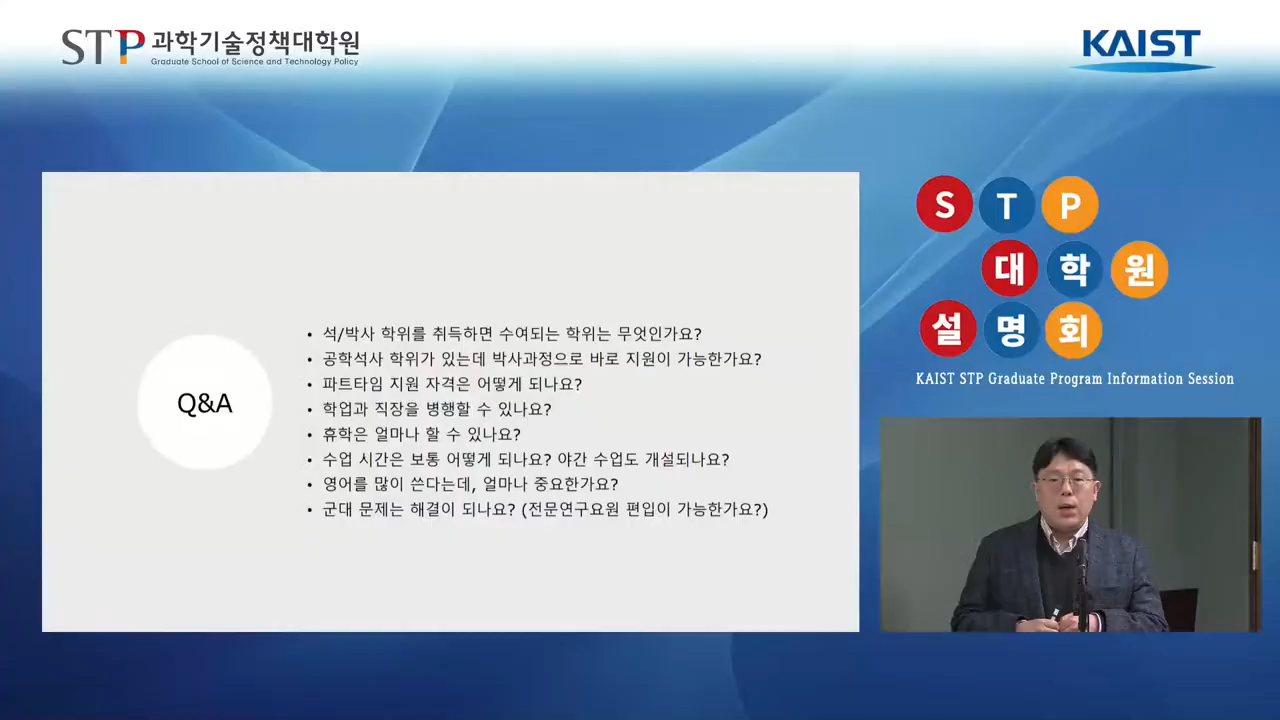 STP 과학기술정책대학원
Graduate School of Science and Technology Policy
KAIST
Q&A
• 석/박사 학위를 취득하면 수여되는 학위는 무엇인가요?
• 공학석사 학위가 있는데 박사과정으로 바로 지원이 가능한가요?
• 파트타임 지원 자격은 어떻게 되나요?
• 학업과 직장을 병행할 수 있나요?
• 휴학은 얼마나 할 수 있나요?
• 수업 시간은 보통 어떻게 되나요? 야간 수업도 개설되나요?
• 영어를 많이 쓴다는데, 얼마나 중요한가요?
• 군대 문제는 해결이 되나요? (전문연구요원 편입이 가능한가요?)
S T P
대 학 원
설 명 회
KAIST STP Graduate Program Information Session